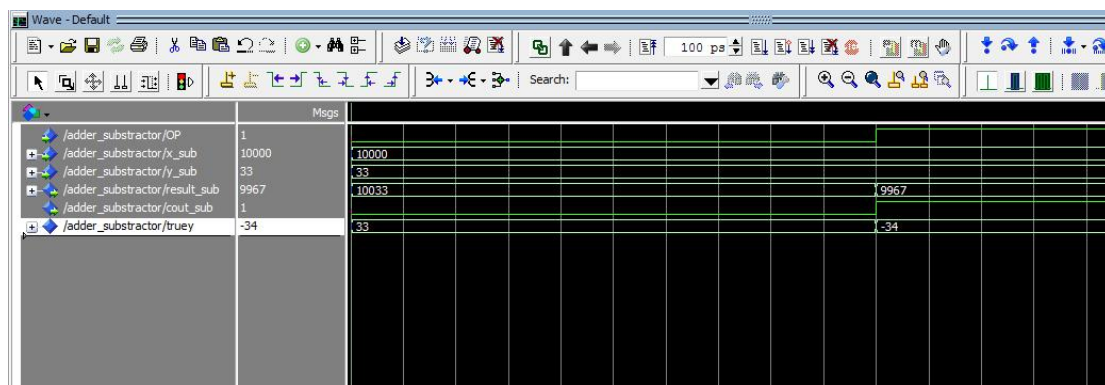 Wave - Default
100 ps
Search:
Msgs
/adder_substractor/OP 1
/adder_substractor/x_sub 10000 10000
/adder_substractor/y_sub 33 33
/adder_substractor/result_sub 9967 10033 9967
/adder_substractor/cout_sub 1
/adder_substractor/truey -34 33 -34